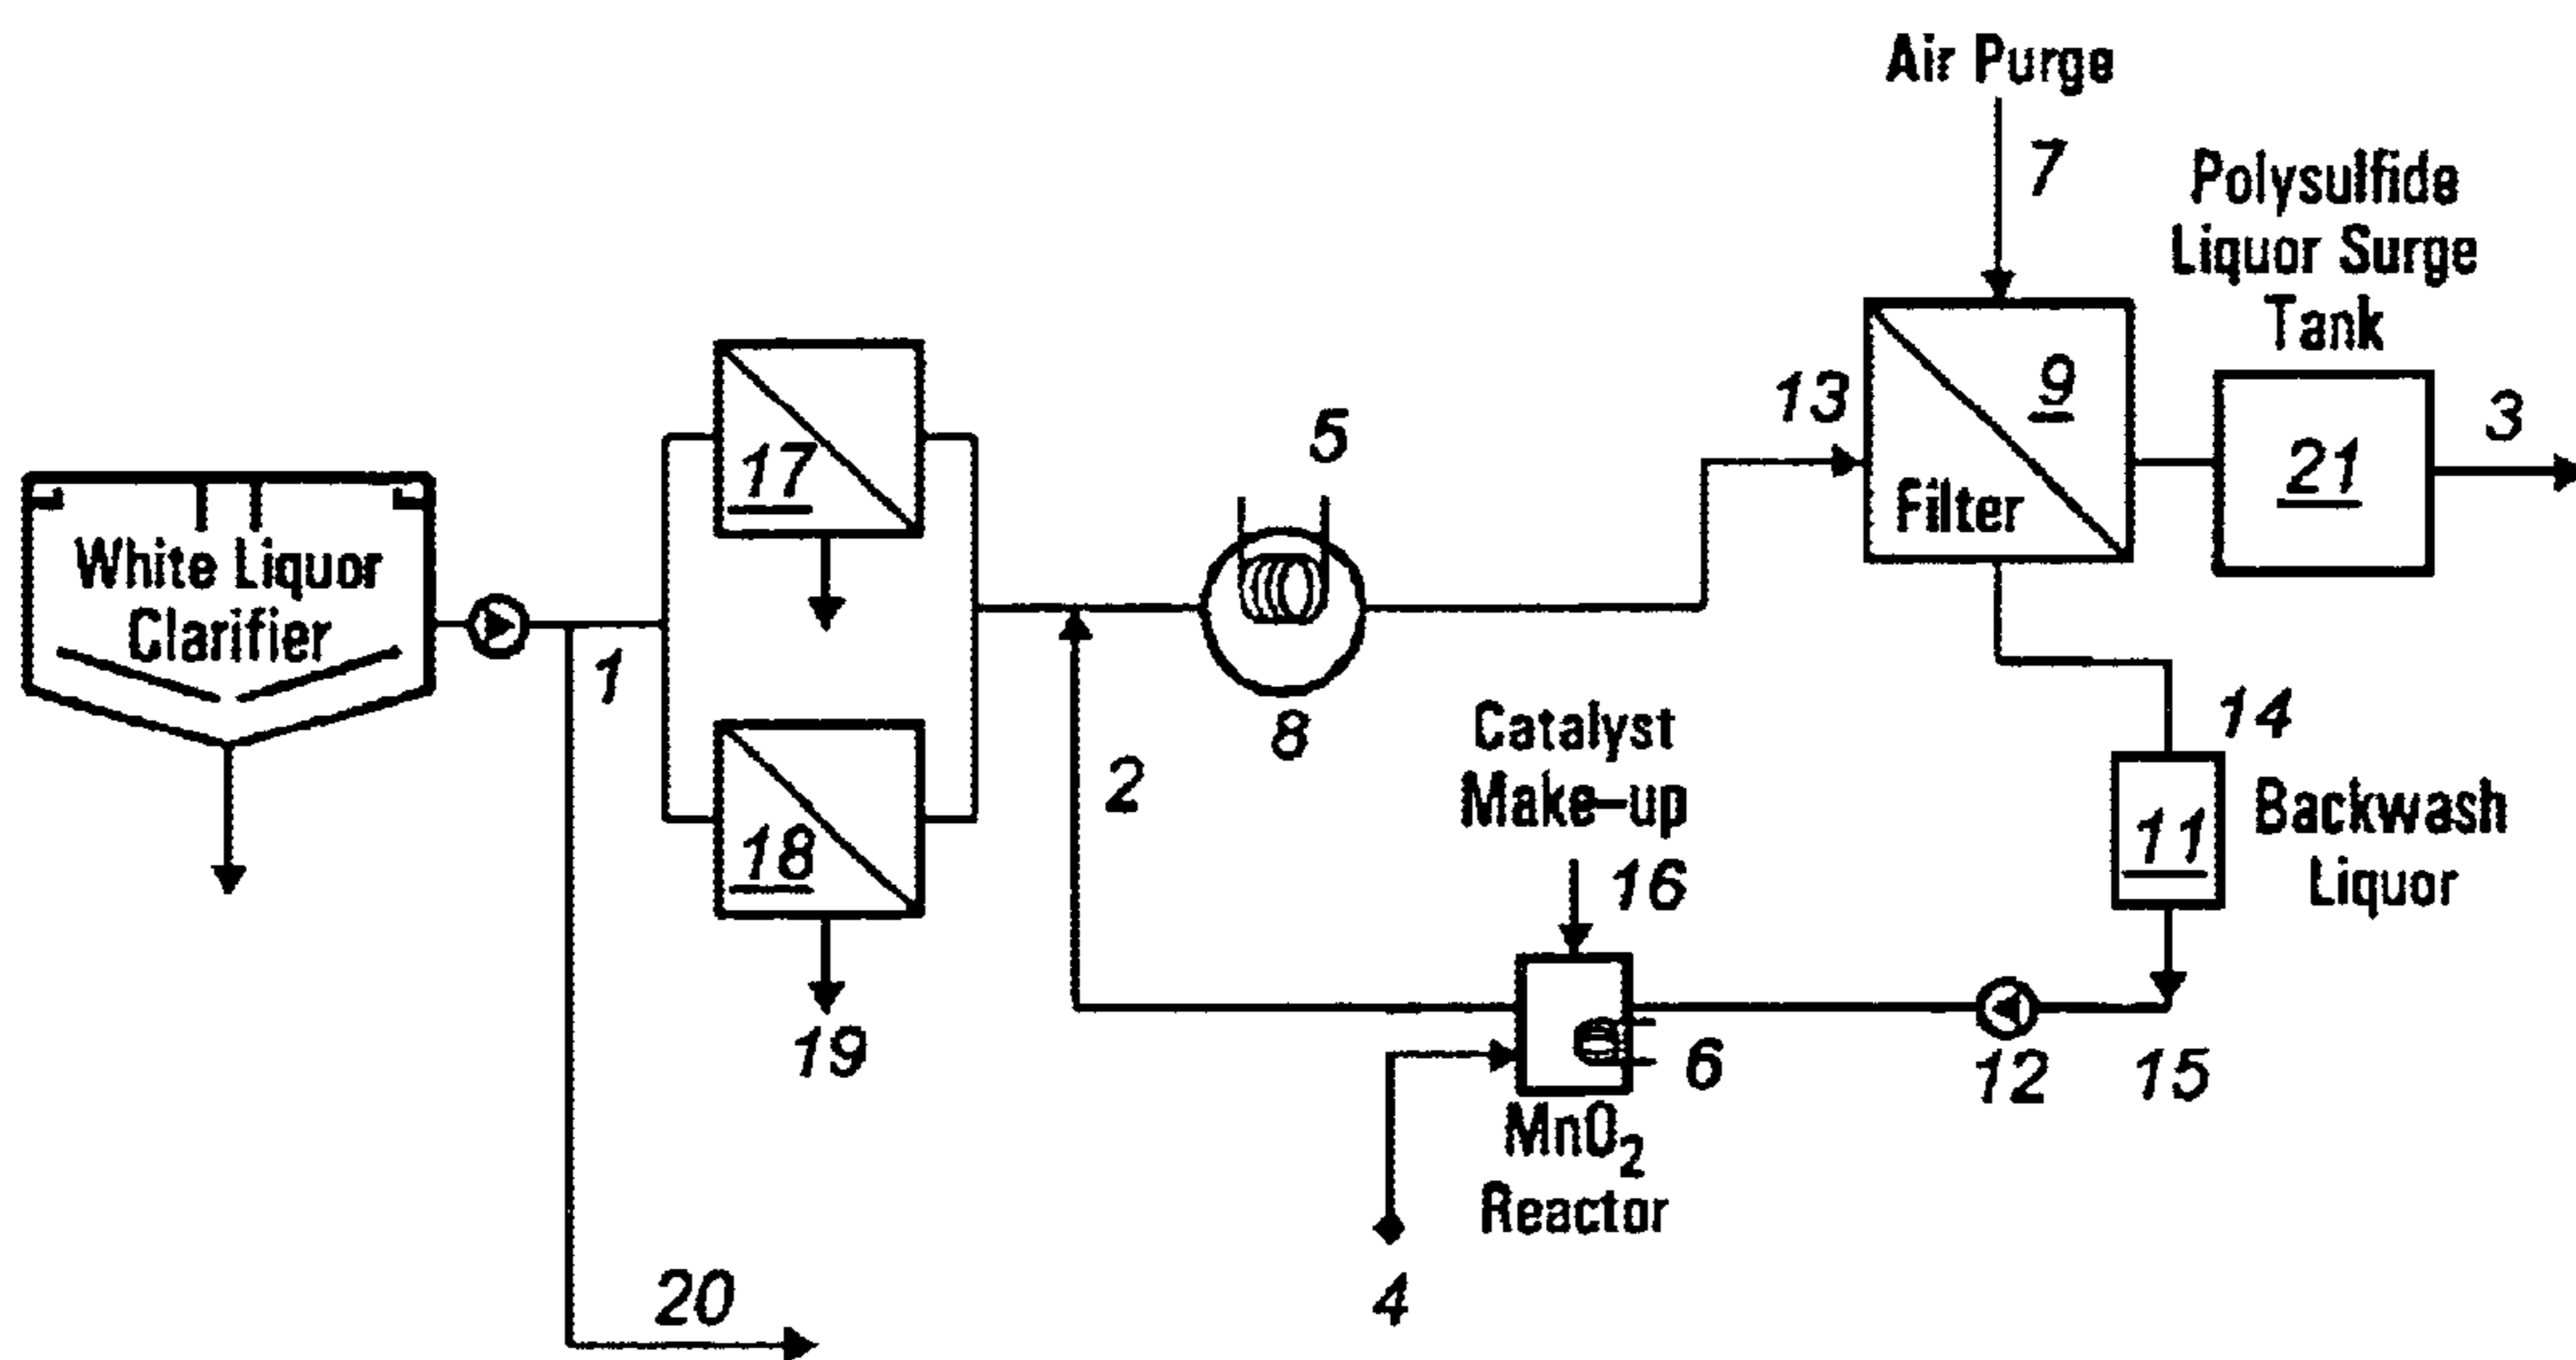 Air Purge
7
Polysulfide
Liquor Surge
Tank
13
9
Filter
21
3
5
17
White Liquor
Clarifier
1
8
14
Catalyst
Make-up
2
16
18
11
Backwash
Liquor
19
6
12
15
MnO2
Reactor
4
20